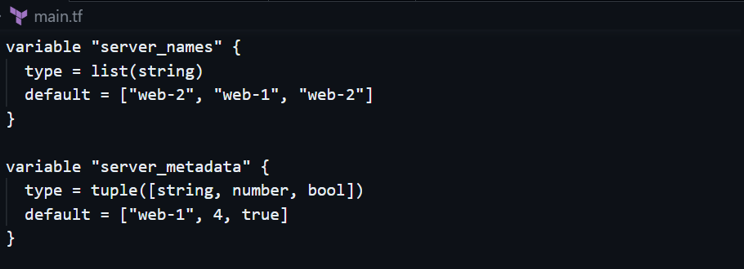 main.tf
variable "server_names" {
  type = list(string)
  default = ["web-2", "web-1", "web-2"]
}
variable "server_metadata" {
  type = tuple([string, number, bool])
  default = ["web-1", 4, true]
}